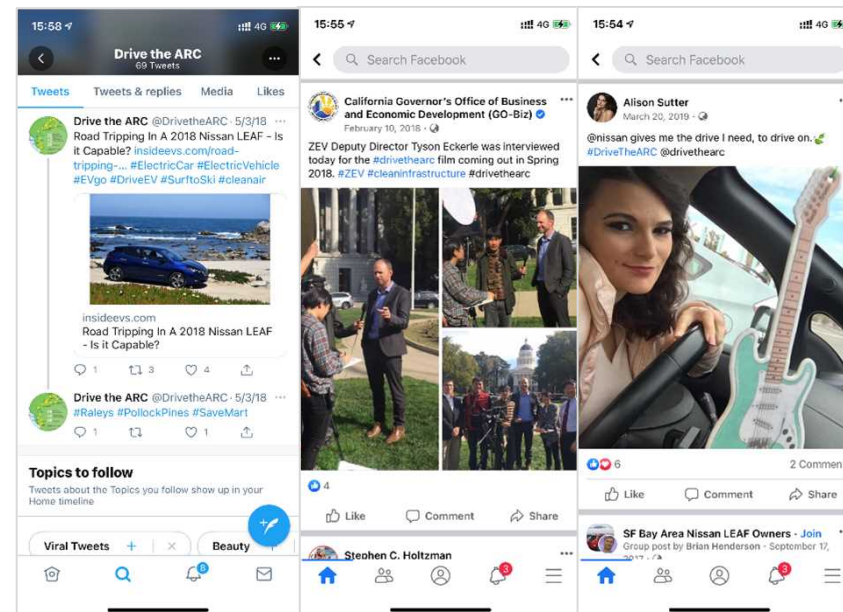 15:58
4G
Drive the ARC
69 Tweets
Tweets
Tweets & replies
Media
Likes
Drive the ARC @DrivetheARC · 5/3/18
Road Tripping In A 2018 Nissan LEAF - Is
it Capable? insideevs.com/road-
tripping-... #ElectricCar #ElectricVehicle
#EVgo #DriveEV #SurftoSki #cleanair
insideevs.com
Road Tripping In A 2018 Nissan LEAF
- Is it Capable?
1
3
4
Drive the ARC @DrivetheARC · 5/3/18
#Raleys #PollockPines #SaveMart
1
1
Topics to follow
Tweets about the Topics you follow show up in your
Home timeline
Viral Tweets
Beauty
8
15:55
4G
Search Facebook
California Governor's Office of Business
and Economic Development (GO-Biz)
February 10, 2018
ZEV Deputy Director Tyson Eckerle was interviewed
today for the #drivethearc film coming out in Spring
2018. #ZEV #cleaninfrastructure #drivethearc
4
Like
Comment
Share
Stephen C. Holtzman
3
15:54
4G
Search Facebook
Alison Sutter
March 20, 2019
@nissan gives me the drive I need, to drive on.
#DriveTheARC @drivethearc
6
2 Commen
Like
Comment
Share
SF Bay Area Nissan LEAF Owners · Join
Group post by Brian Henderson · September 17,
2017
3